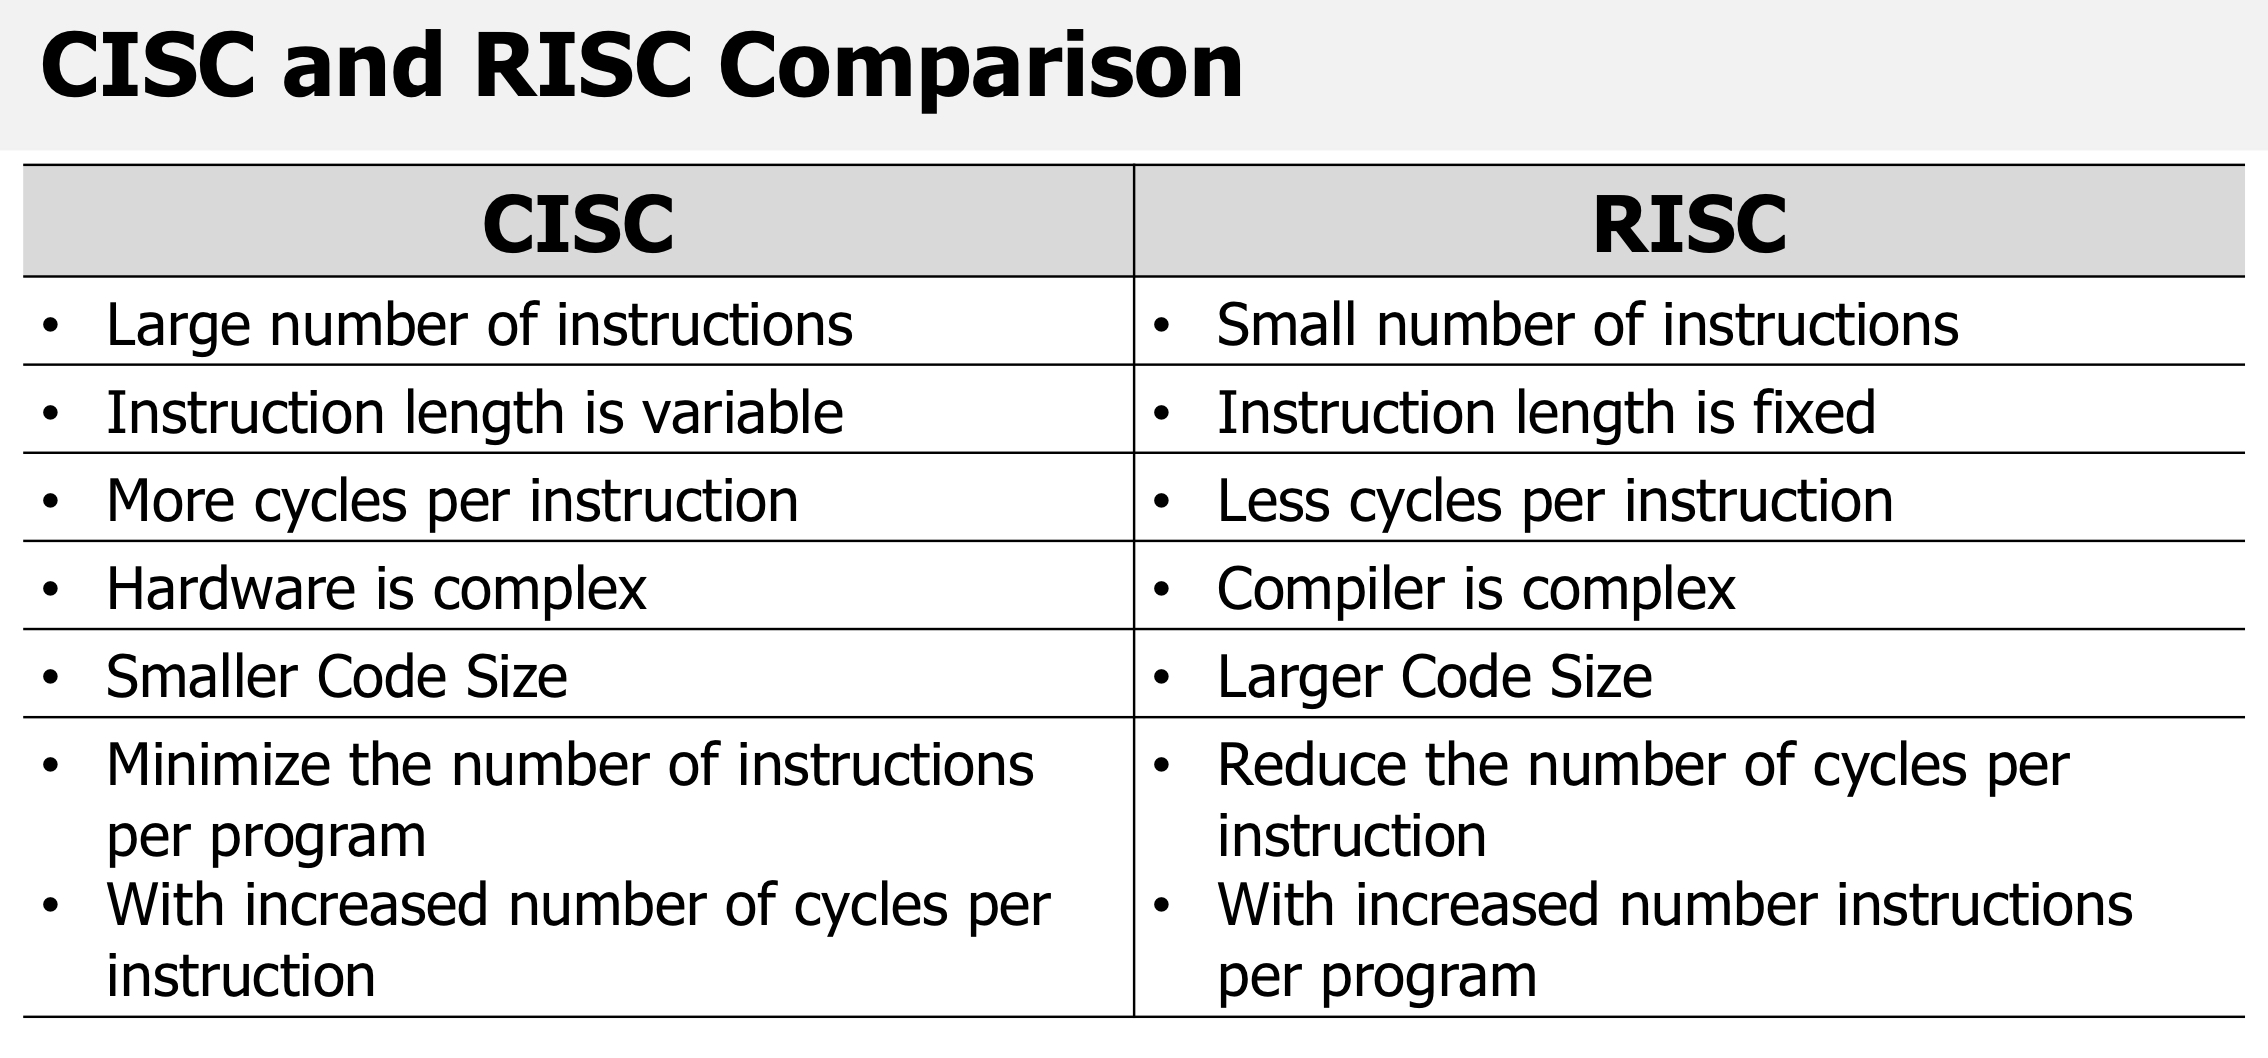 CISC and RISC Comparison
CISC
RISC
• Large number of instructions
• Small number of instructions
• Instruction length is variable
• Instruction length is fixed
• More cycles per instruction
• Less cycles per instruction
• Hardware is complex
• Compiler is complex
• Smaller Code Size
• Larger Code Size
• Minimize the number of instructions
per program
• With increased number of cycles per
instruction
• Reduce the number of cycles per
instruction
• With increased number instructions
per program